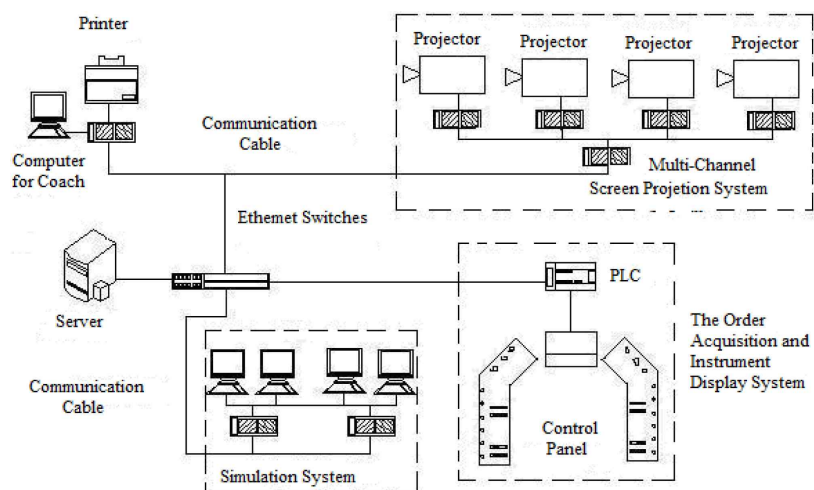 Printer
Projector
Projector
Projector
Projector
Communication
Cable
Computer
for Coach
Multi-Channel
Screen Projetion System
Ethemet Switches
PLC
Server
The Order
Acquisition and
Instrument
Display System
Communication
Cable
Control
Panel
Simulation System